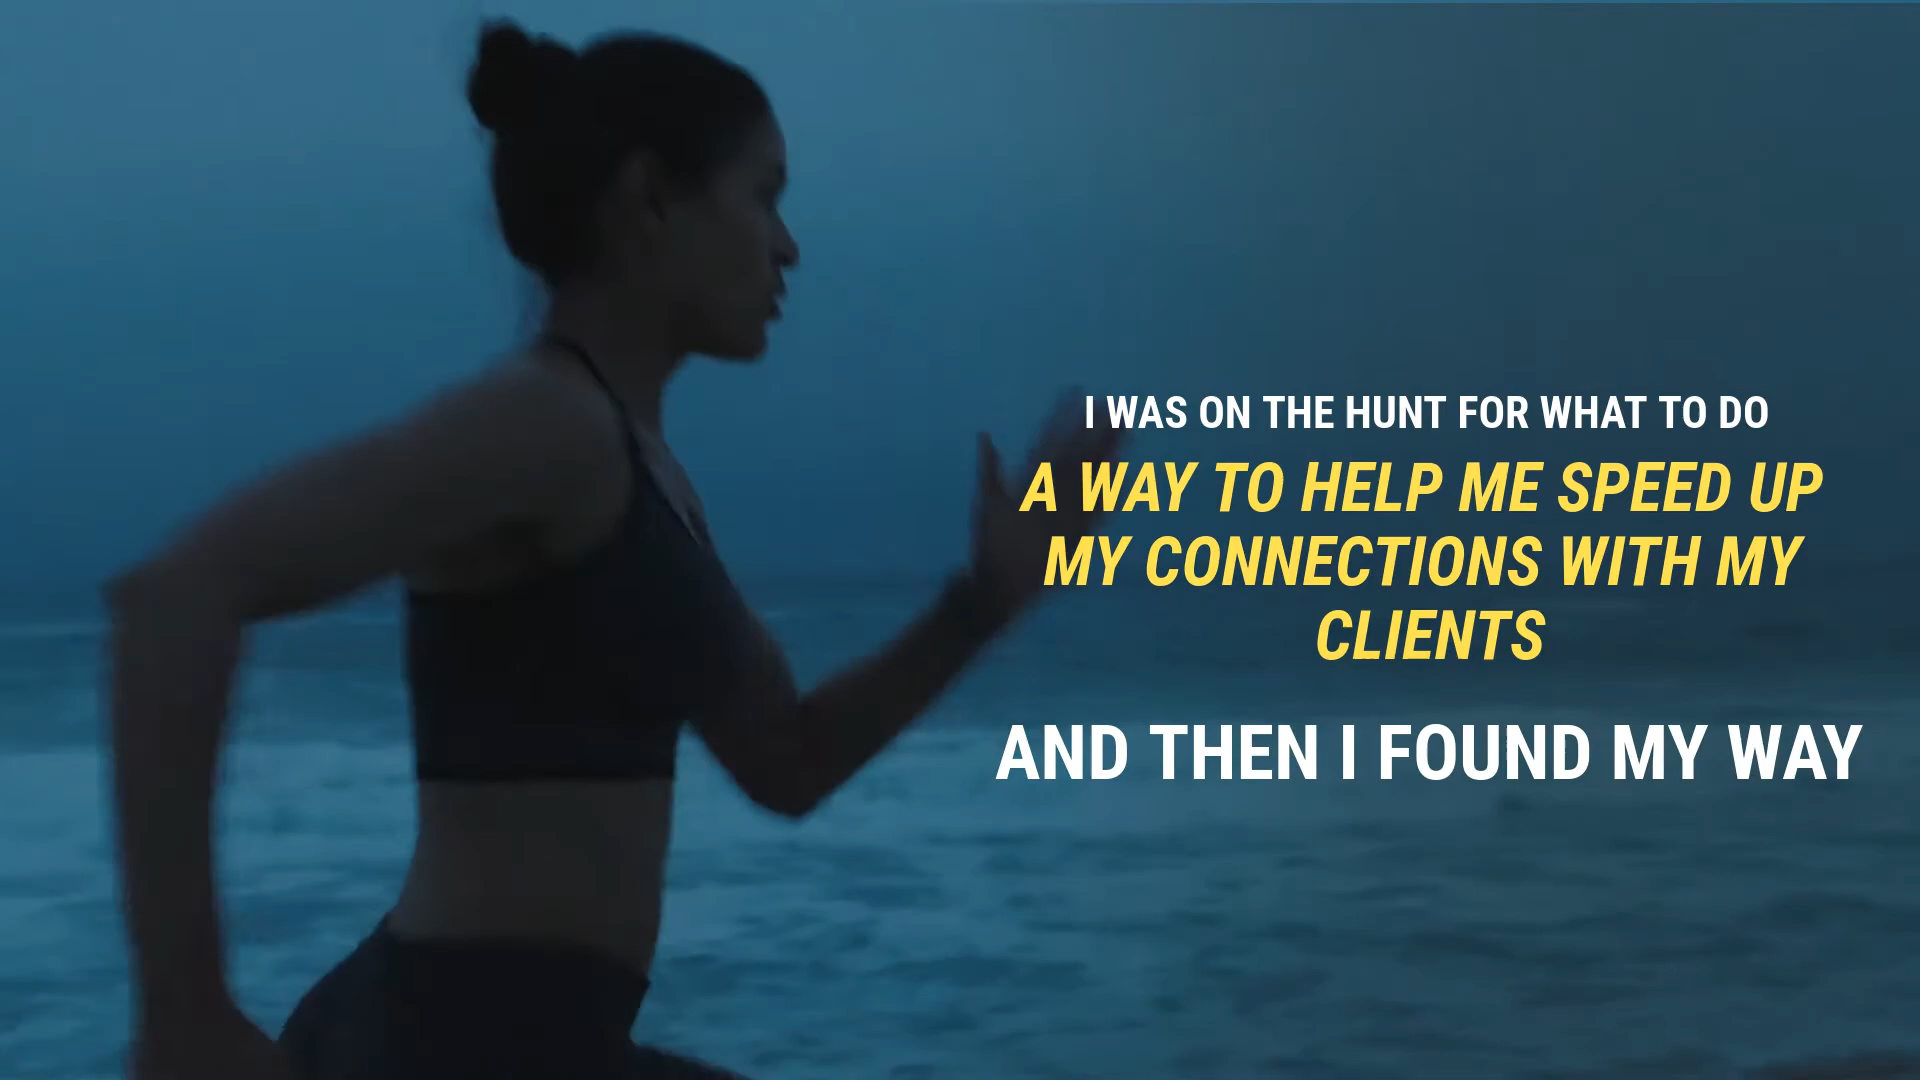 I WAS ON THE HUNT FOR WHAT TO DO
A WAY TO HELP ME SPEED UP
MY CONNECTIONS WITH MY
CLIENTS
AND THEN I FOUND MY WAY